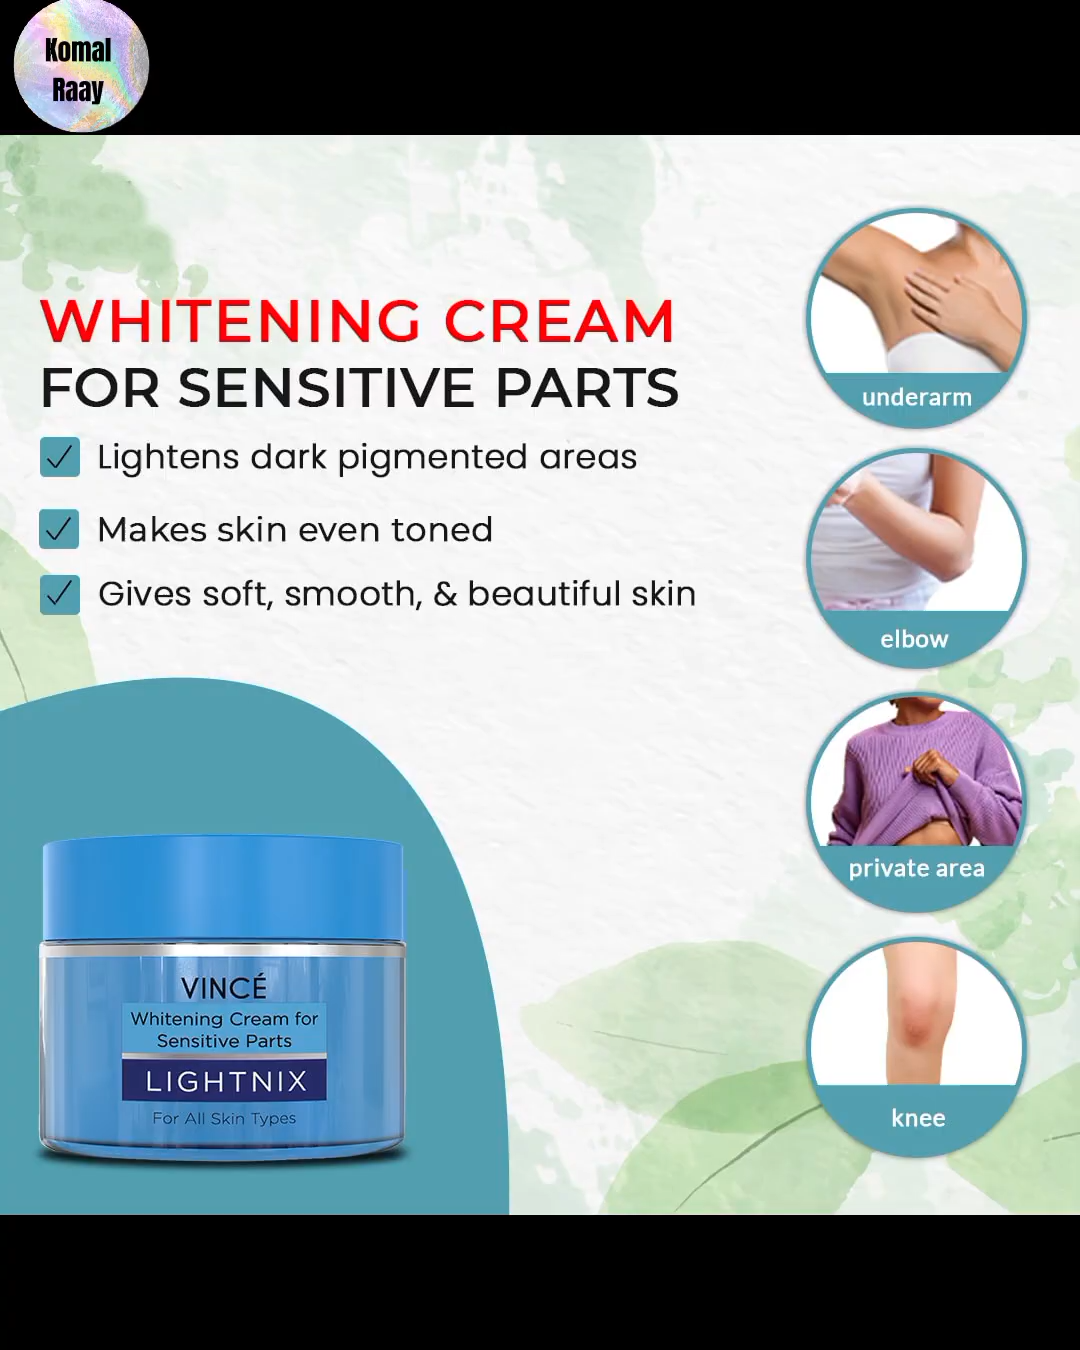 Komal
Raay
WHITENING CREAM
FOR SENSITIVE PARTS
Lightens dark pigmented areas
Makes skin even toned
Gives soft, smooth, & beautiful skin
underarm
elbow
private area
knee
VINCÉ
Whitening Cream for
Sensitive Parts
LIGHTNIX
For All Skin Types